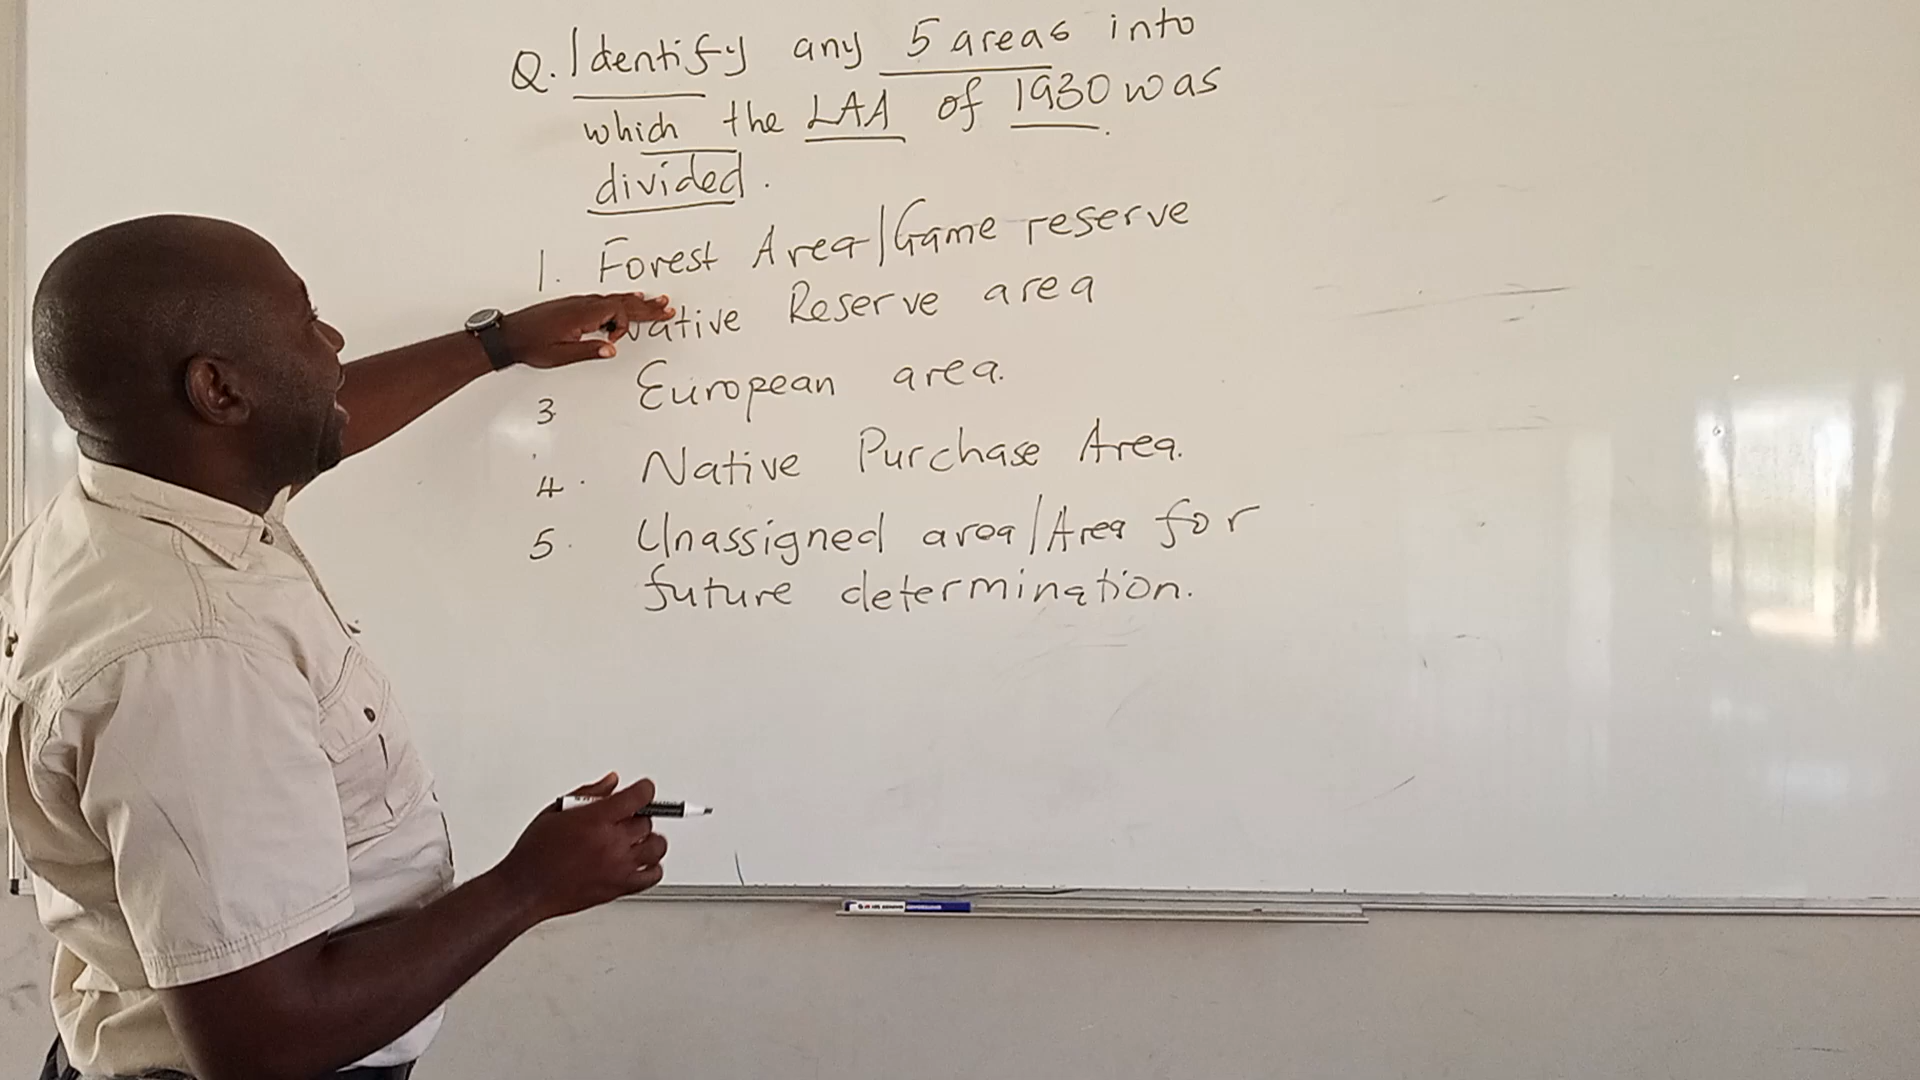 Q. Identify any 5 areas into
which the LAA of 1930 was
divided.
1. Forest Area/Game reserve
Native Reserve area
3 European area.
4. Native Purchase Area.
5. Unassigned area/Area for
future determination.